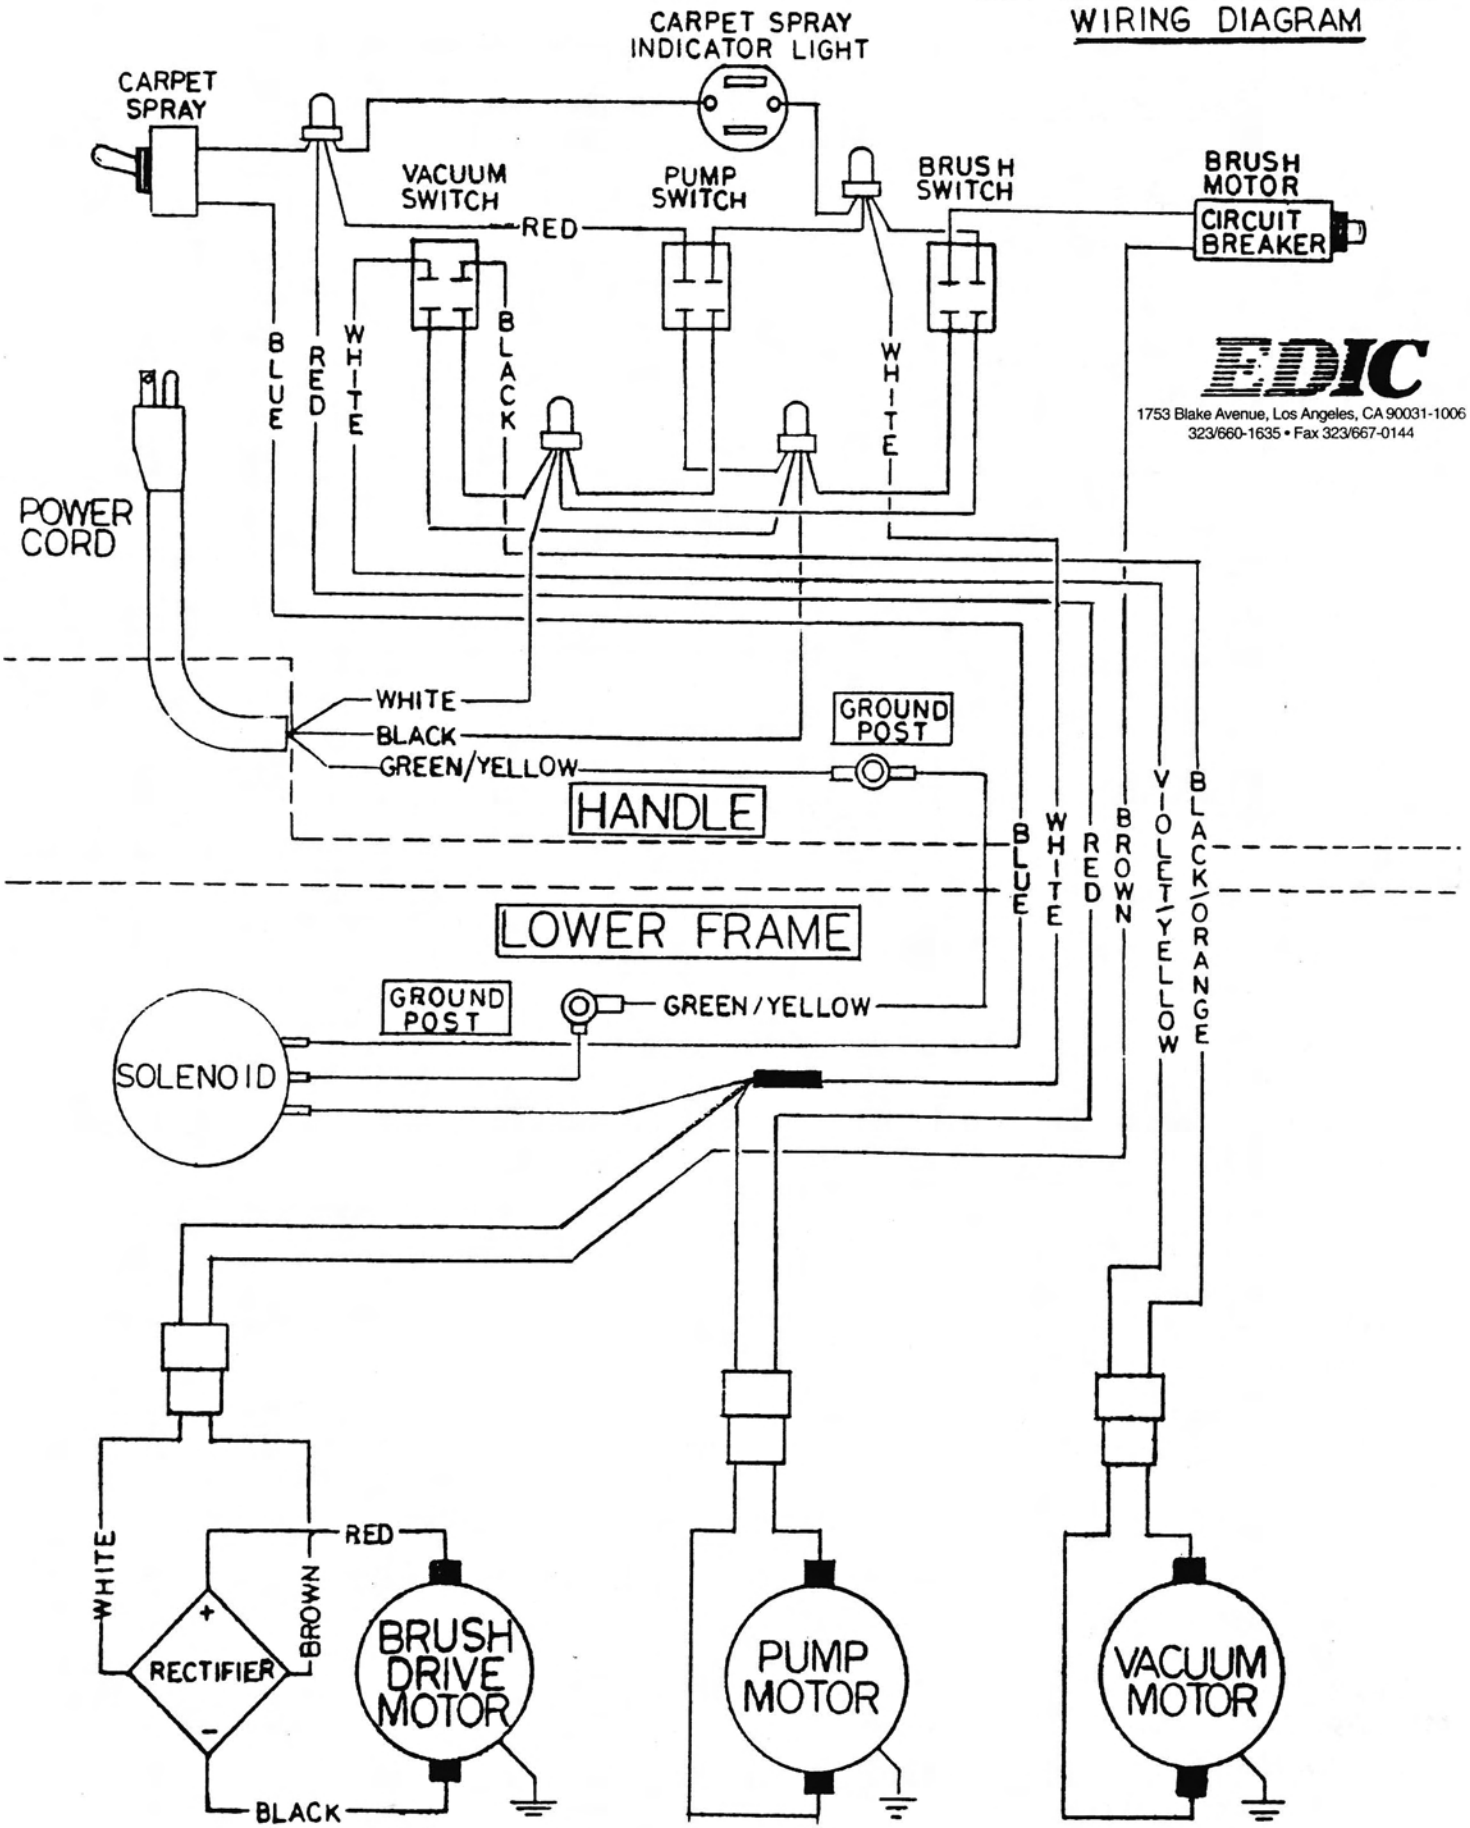 WIRING DIAGRAM
CARPET SPRAY
INDICATOR LIGHT
CARPET
SPRAY
VACUUM
SWITCH
PUMP
SWITCH
BRUSH
SWITCH
BRUSH
MOTOR
CIRCUIT
BREAKER
RED
BLUE
RED
WHITE
BLACK
WHITE
EDIC
1753 Blake Avenue, Los Angeles, CA 90031-1006
323/660-1635 • Fax 323/667-0144
POWER
CORD
WHITE
BLACK
GREEN/YELLOW
GROUND
POST
HANDLE
BLUE
WHITE
RED
BROWN
VIOLET/YELLOW
BLACK/ORANGE
LOWER FRAME
GROUND
POST
GREEN/YELLOW
SOLENOID
WHITE
BROWN
RED
+
RECTIFIER
-
BLACK
BRUSH
DRIVE
MOTOR
PUMP
MOTOR
VACUUM
MOTOR